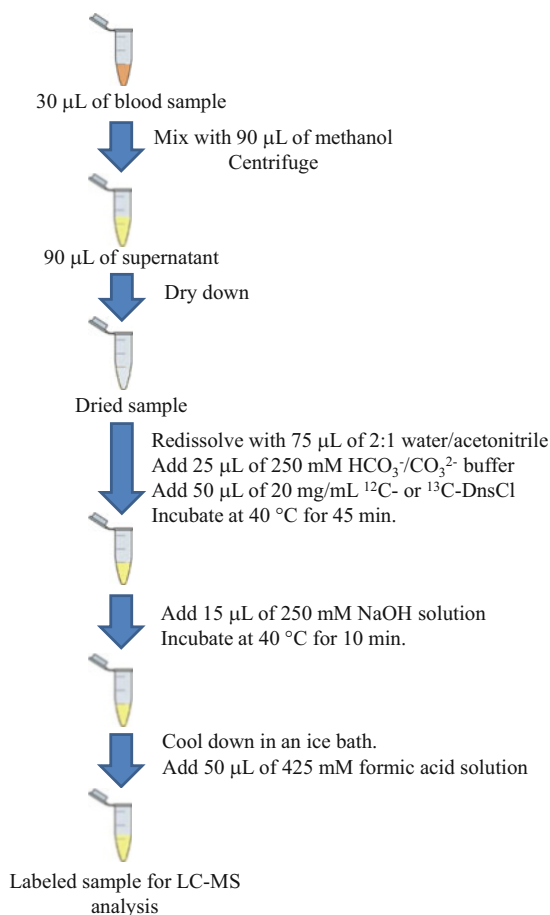 30 μL of blood sample
Mix with 90 μL of methanol
Centrifuge
90 μL of supernatant
Dry down
Dried sample
Redissolve with 75 μL of 2:1 water/acetonitrile
Add 25 μL of 250 mM HCO₃⁻/CO₃²⁻ buffer
Add 50 μL of 20 mg/mL ¹²C- or ¹³C-DnsCl
Incubate at 40 °C for 45 min.
Add 15 μL of 250 mM NaOH solution
Incubate at 40 °C for 10 min.
Cool down in an ice bath.
Add 50 μL of 425 mM formic acid solution
Labeled sample for LC-MS
analysis